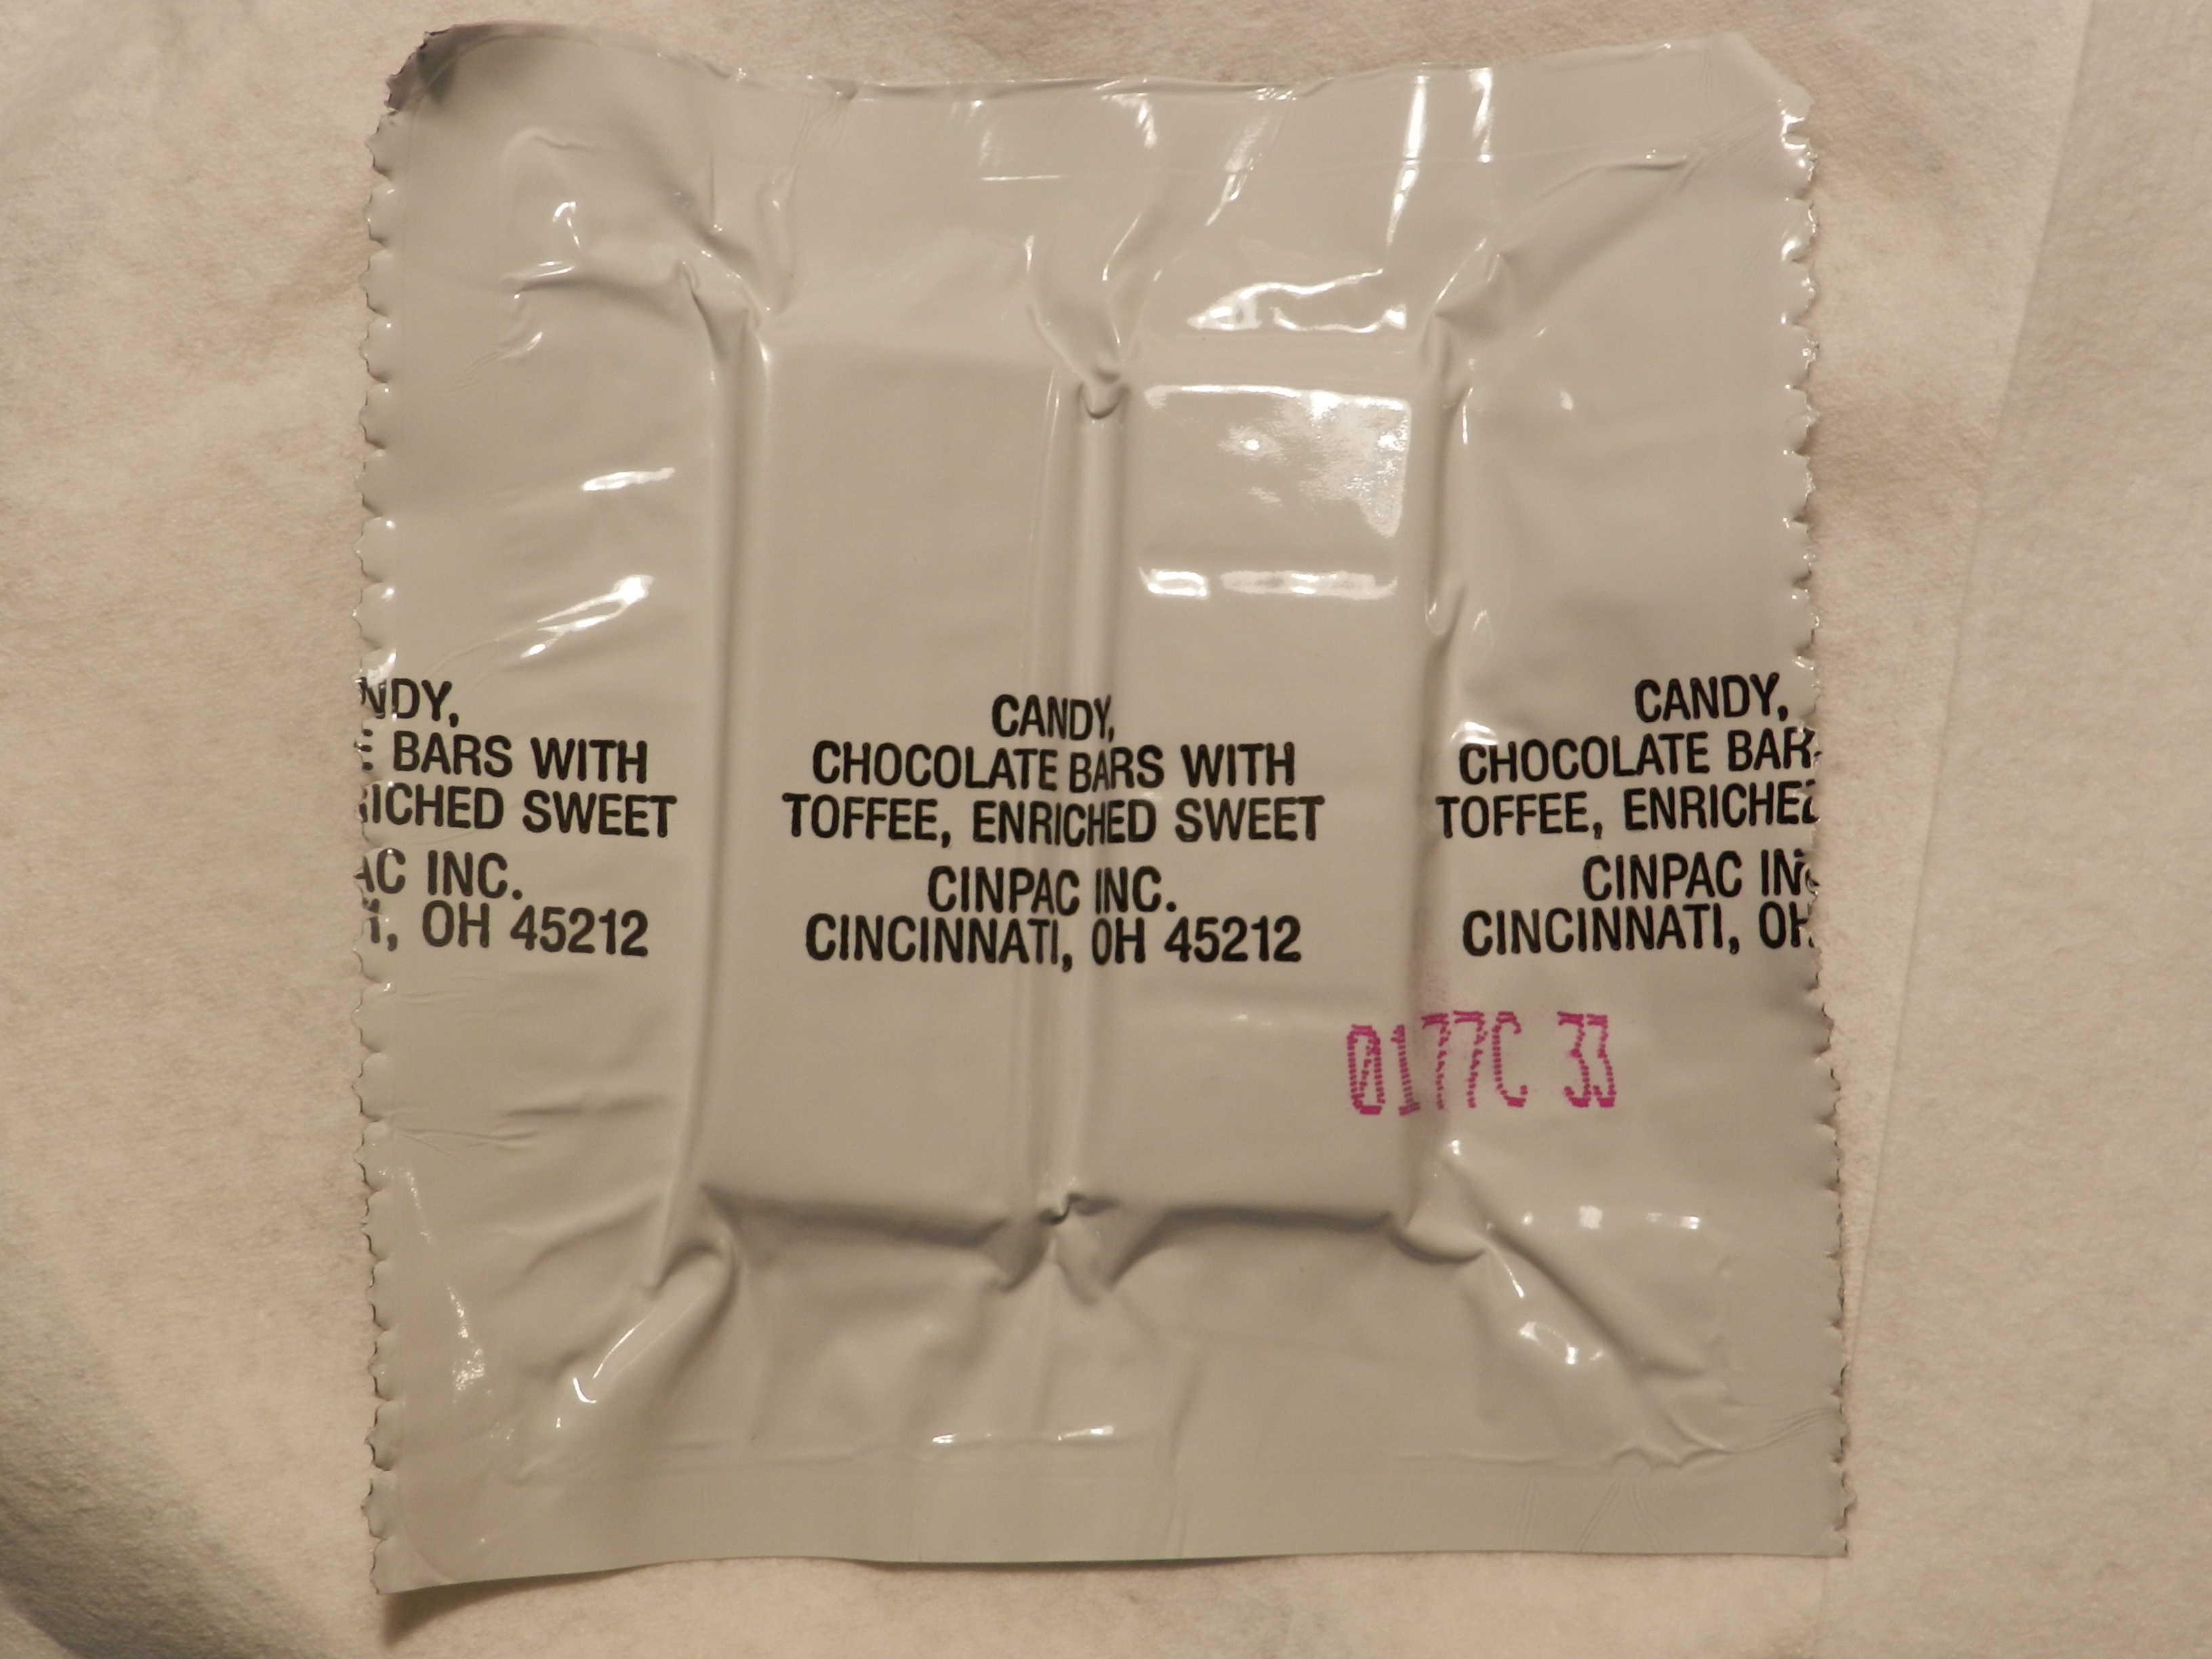 NDY,
E BARS WITH
RICHED SWEET
AC INC.
I, OH 45212
CANDY,
CHOCOLATE BARS WITH
TOFFEE, ENRICHED SWEET
CINPAC INC.
CINCINNATI, OH 45212
CANDY,
CHOCOLATE BAR
TOFFEE, ENRICHED
CINPAC INC
CINCINNATI, OH
0177C 33